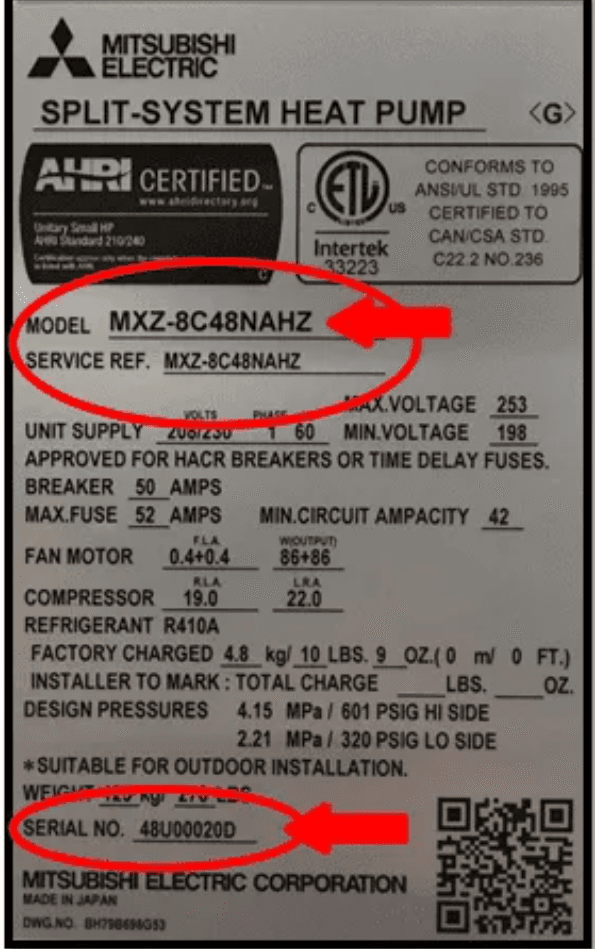 MITSUBISHI
ELECTRIC
SPLIT-SYSTEM HEAT PUMP <G>
AHRI CERTIFIED™
www.ahridirectory.org
Unitary Small HP
AHRI Standard 210/240
C
C ETL US
Intertek
33223
CONFORMS TO
ANSI/UL STD. 1995
CERTIFIED TO
CAN/CSA STD.
C22.2 NO.236
MODEL MXZ-8C48NAHZ
SERVICE REF. MXZ-8C48NAHZ
VOLTS PHASE MAX.VOLTAGE 253
UNIT SUPPLY 208/230 1 60 MIN.VOLTAGE 198
APPROVED FOR HACR BREAKERS OR TIME DELAY FUSES.
BREAKER 50 AMPS
MAX.FUSE 52 AMPS MIN.CIRCUIT AMPACITY 42
F.L.A. W(OUTPUT)
FAN MOTOR 0.4+0.4 86+86
R.L.A. L.R.A.
COMPRESSOR 19.0 22.0
REFRIGERANT R410A
FACTORY CHARGED 4.8 kg/ 10 LBS. 9 OZ.( 0 m/ 0 FT.)
INSTALLER TO MARK : TOTAL CHARGE LBS. OZ.
DESIGN PRESSURES 4.15 MPa / 601 PSIG HI SIDE
2.21 MPa / 320 PSIG LO SIDE
*SUITABLE FOR OUTDOOR INSTALLATION.
WEIGHT kg/ LBS
SERIAL NO. 48U00020D
MITSUBISHI ELECTRIC CORPORATION
MADE IN JAPAN
DWG.NO. BH79B696G53